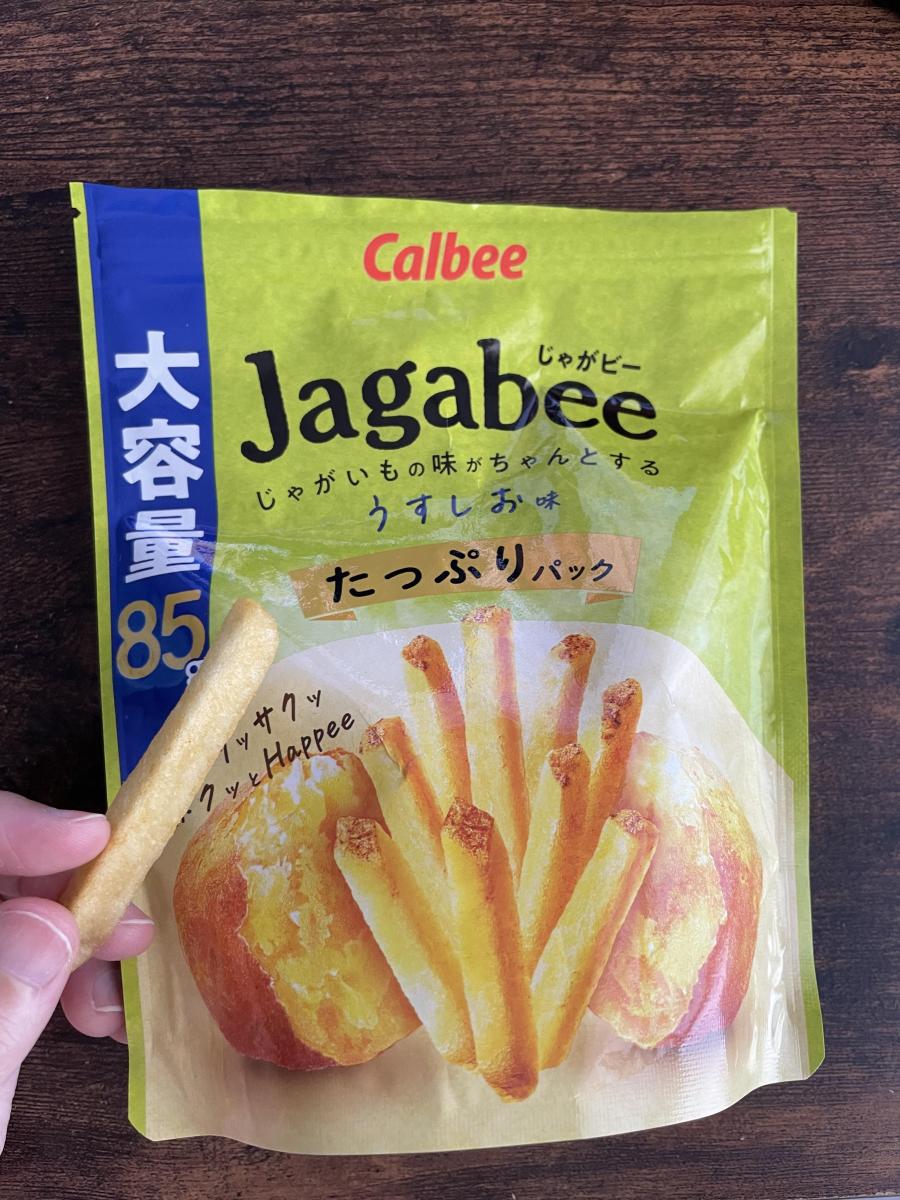 Calbee
大容量
85g
じゃがビー
Jagabee
じゃがいもの味がちゃんとする
うすしお味
たっぷりパック
サクッ
クッとHappee